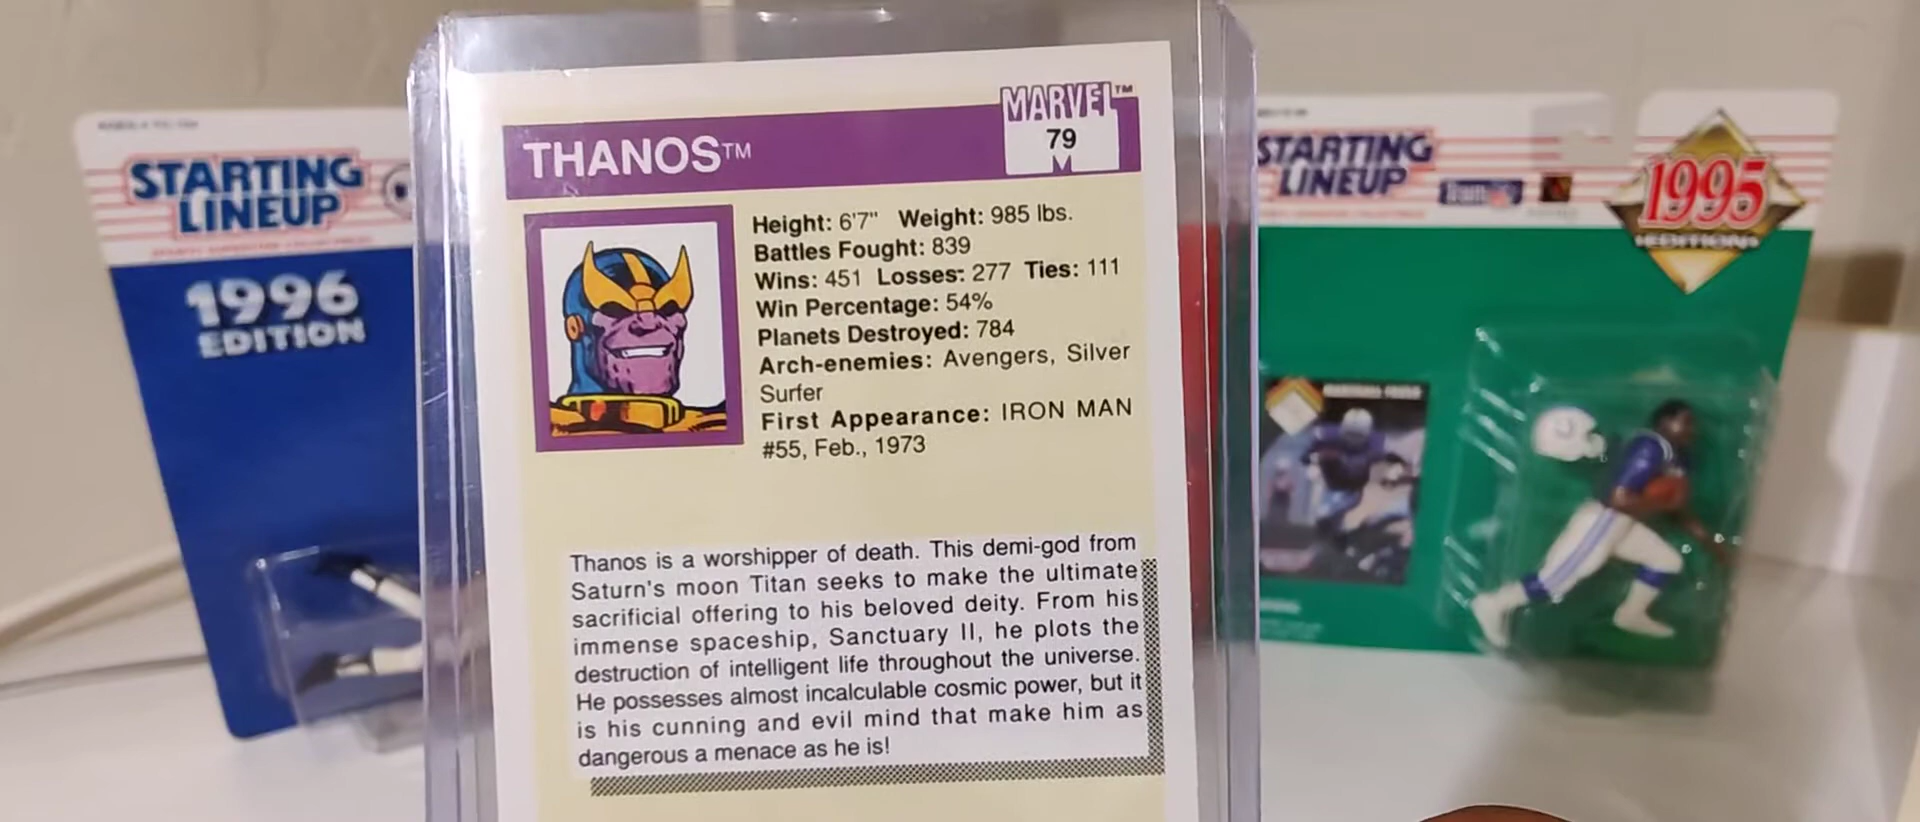 STARTING
LINEUP
1996
EDITION
THANOS™
MARVEL™
79
Height: 6'7" Weight: 985 lbs.
Battles Fought: 839
Wins: 451 Losses: 277 Ties: 111
Win Percentage: 54%
Planets Destroyed: 784
Arch-enemies: Avengers, Silver
Surfer
First Appearance: IRON MAN
#55, Feb., 1973
Thanos is a worshipper of death. This demi-god from
Saturn's moon Titan seeks to make the ultimate
sacrificial offering to his beloved deity. From his
immense spaceship, Sanctuary II, he plots the
destruction of intelligent life throughout the universe.
He possesses almost incalculable cosmic power, but it
is his cunning and evil mind that make him as
dangerous a menace as he is!
STARTING
LINEUP
1995
EDITION